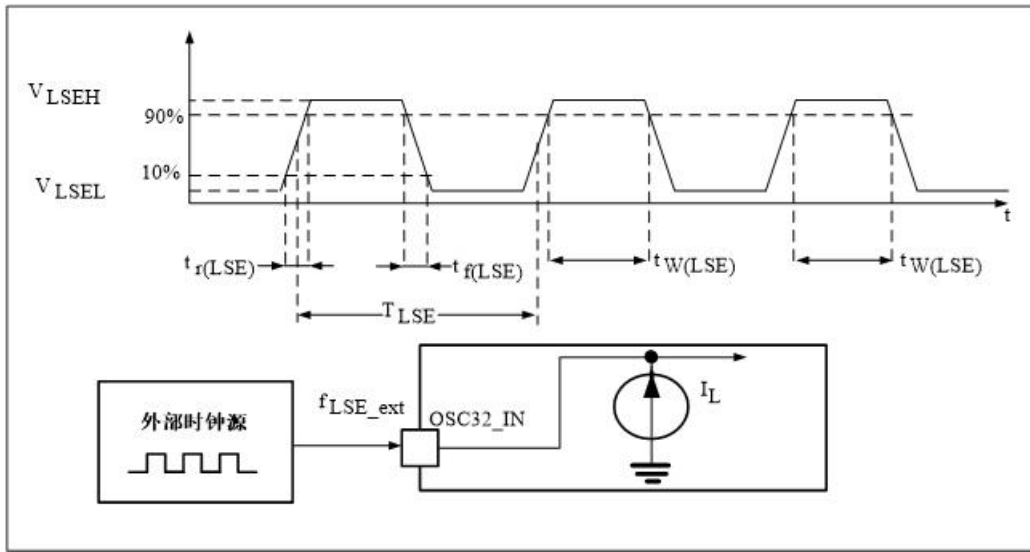 V LSEH
90%
10%
V LSEL
t
t r(LSE)
t f(LSE)
t W(LSE)
t W(LSE)
T LSE
外部时钟源
f LSE_ext
OSC32_IN
I L